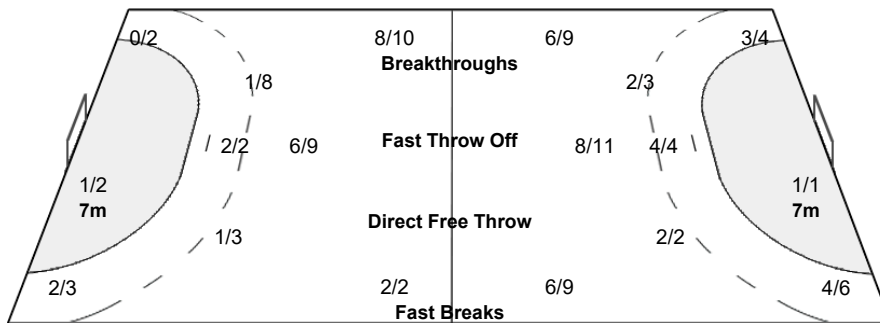 0/2 8/10 6/9 3/4
Breakthroughs
1/8 2/3
2/2 6/9 Fast Throw Off 8/11 4/4
1/2 1/1
7m 7m
Direct Free Throw
1/3 2/2
2/3 2/2 6/9 4/6
Fast Breaks